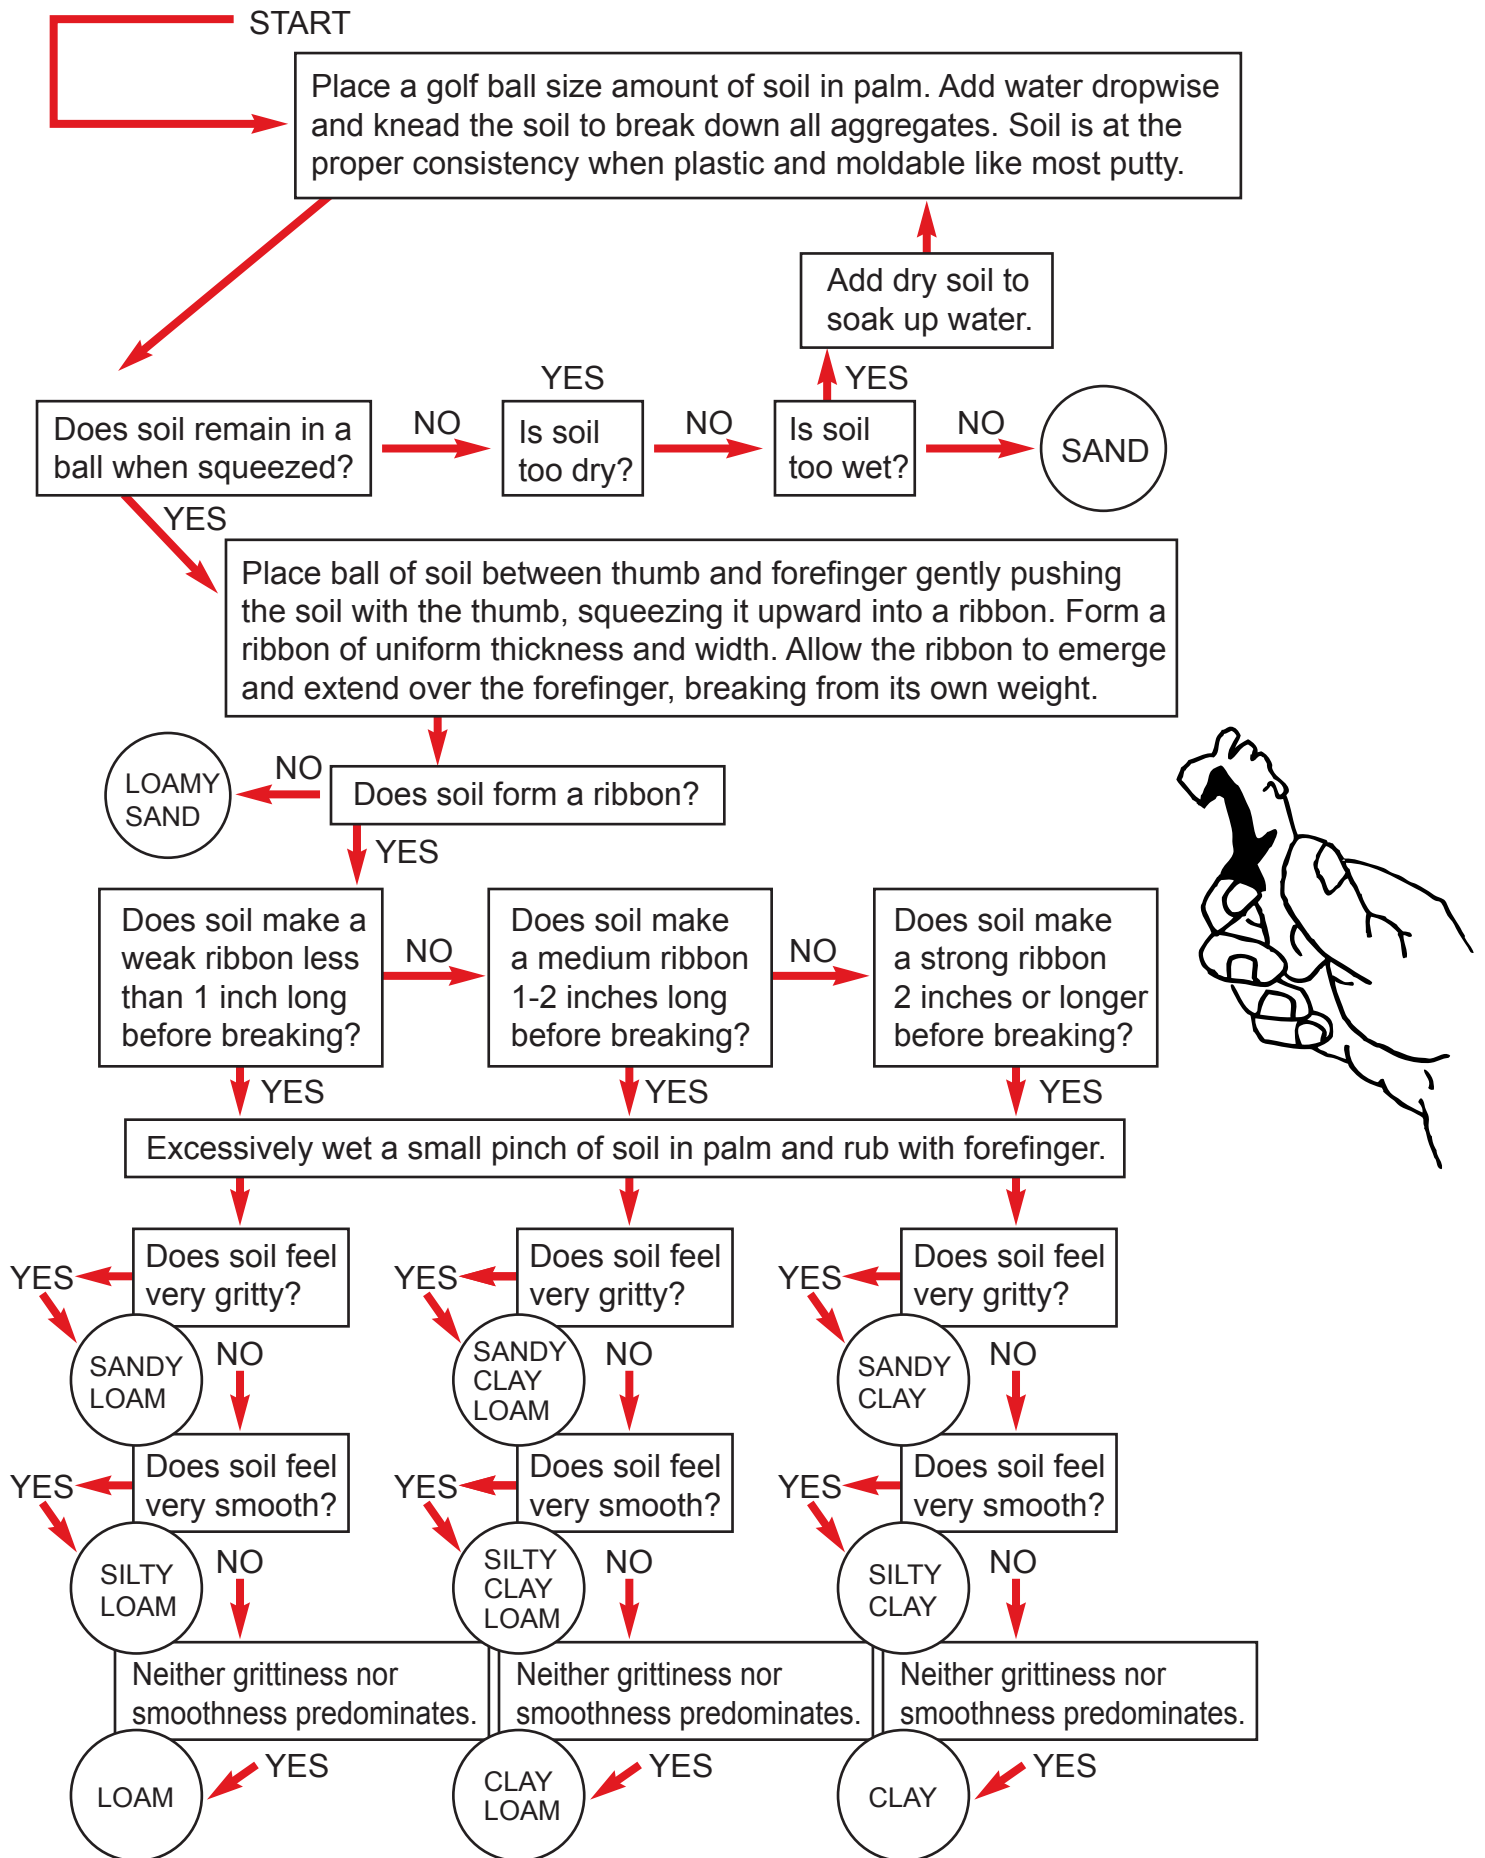 START
Place a golf ball size amount of soil in palm. Add water dropwise
and knead the soil to break down all aggregates. Soil is at the
proper consistency when plastic and moldable like most putty.
Add dry soil to
soak up water.
YES
YES
Does soil remain in a
ball when squeezed?
NO
Is soil
too dry?
NO
Is soil
too wet?
NO
SAND
YES
Place ball of soil between thumb and forefinger gently pushing
the soil with the thumb, squeezing it upward into a ribbon. Form a
ribbon of uniform thickness and width. Allow the ribbon to emerge
and extend over the forefinger, breaking from its own weight.
LOAMY
SAND
NO
Does soil form a ribbon?
YES
Does soil make a
weak ribbon less
than 1 inch long
before breaking?
NO
Does soil make
a medium ribbon
1-2 inches long
before breaking?
NO
Does soil make
a strong ribbon
2 inches or longer
before breaking?
YES
YES
YES
Excessively wet a small pinch of soil in palm and rub with forefinger.
YES
Does soil feel
very gritty?
YES
Does soil feel
very gritty?
YES
Does soil feel
very gritty?
SANDY
LOAM
NO
SANDY
CLAY
LOAM
NO
SANDY
CLAY
NO
YES
Does soil feel
very smooth?
YES
Does soil feel
very smooth?
YES
Does soil feel
very smooth?
SILTY
LOAM
NO
SILTY
CLAY
LOAM
NO
SILTY
CLAY
NO
Neither grittiness nor
smoothness predominates.
Neither grittiness nor
smoothness predominates.
Neither grittiness nor
smoothness predominates.
LOAM
YES
CLAY
LOAM
YES
CLAY
YES